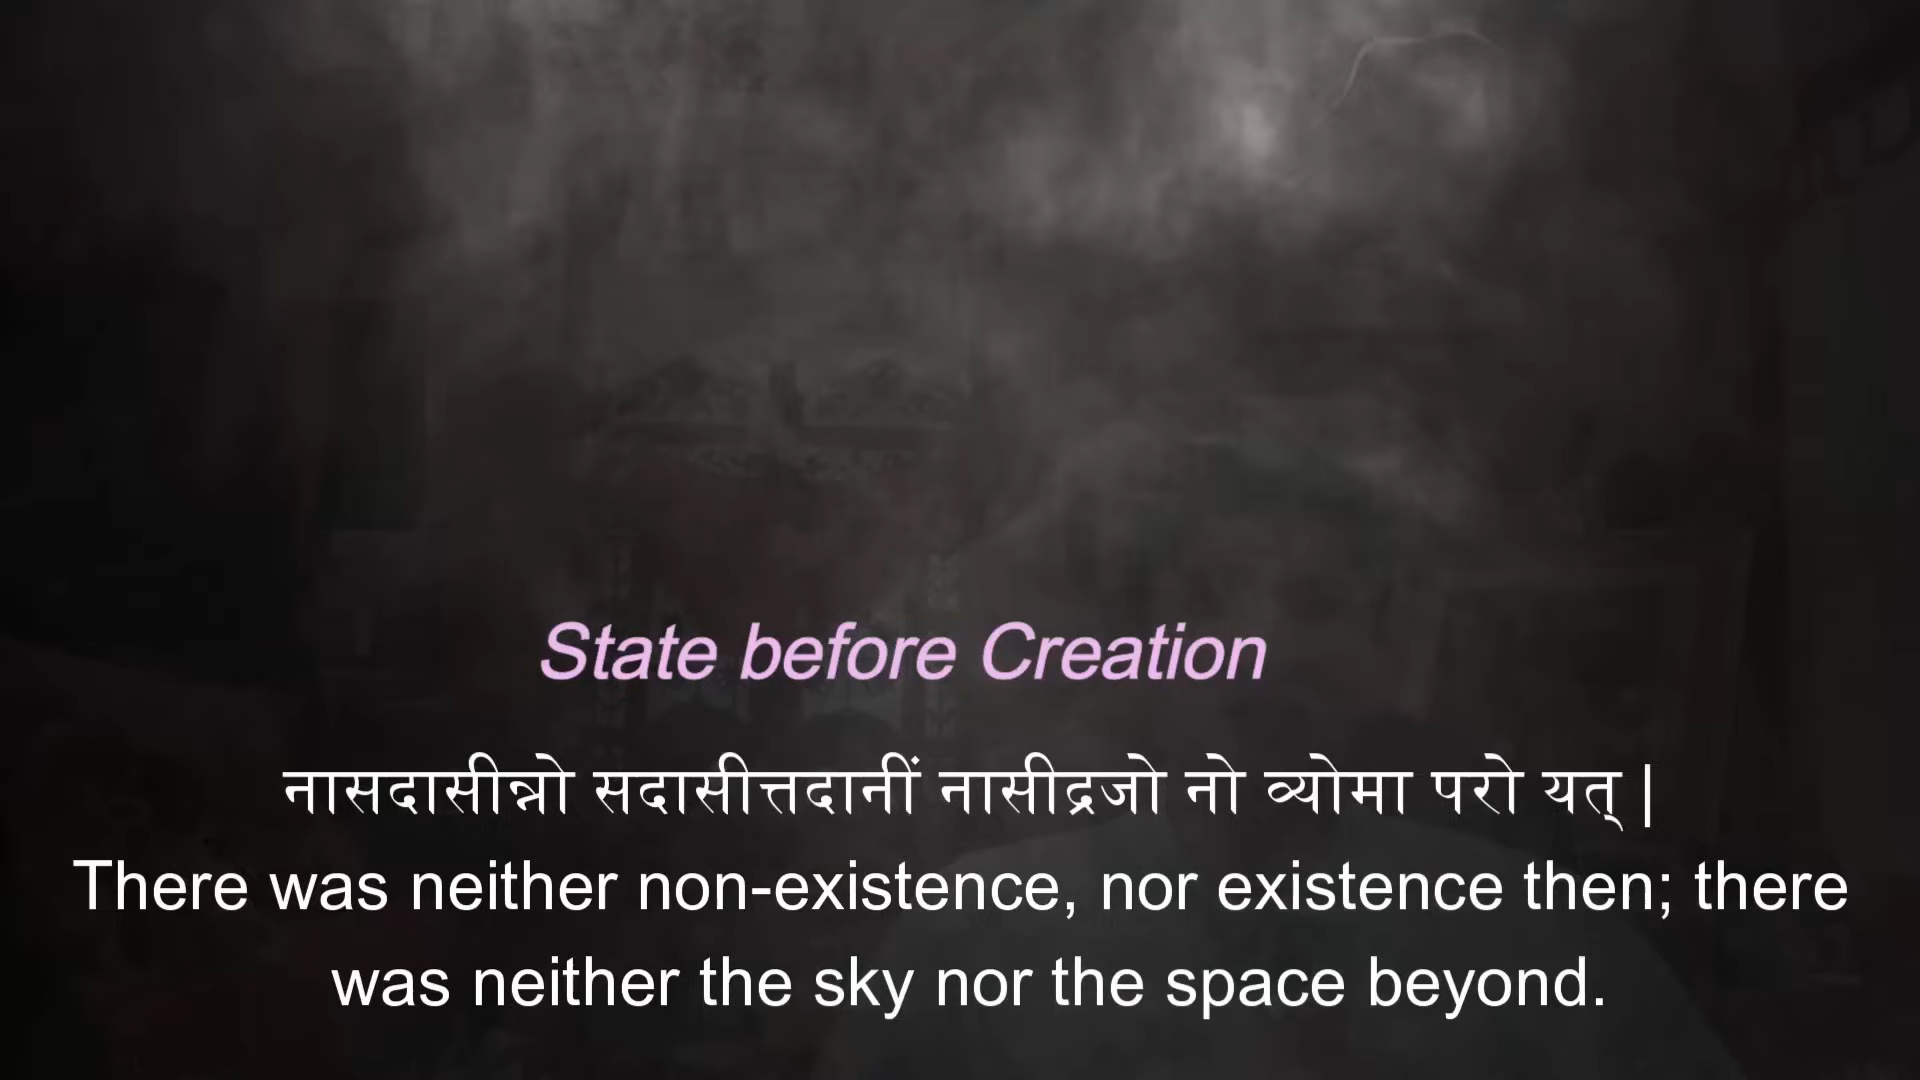 State before Creation
नासदासीन्नो सदासीत्तदानीं नासीद्रजो नो व्योमा परो यत् |
There was neither non-existence, nor existence then; there
was neither the sky nor the space beyond.